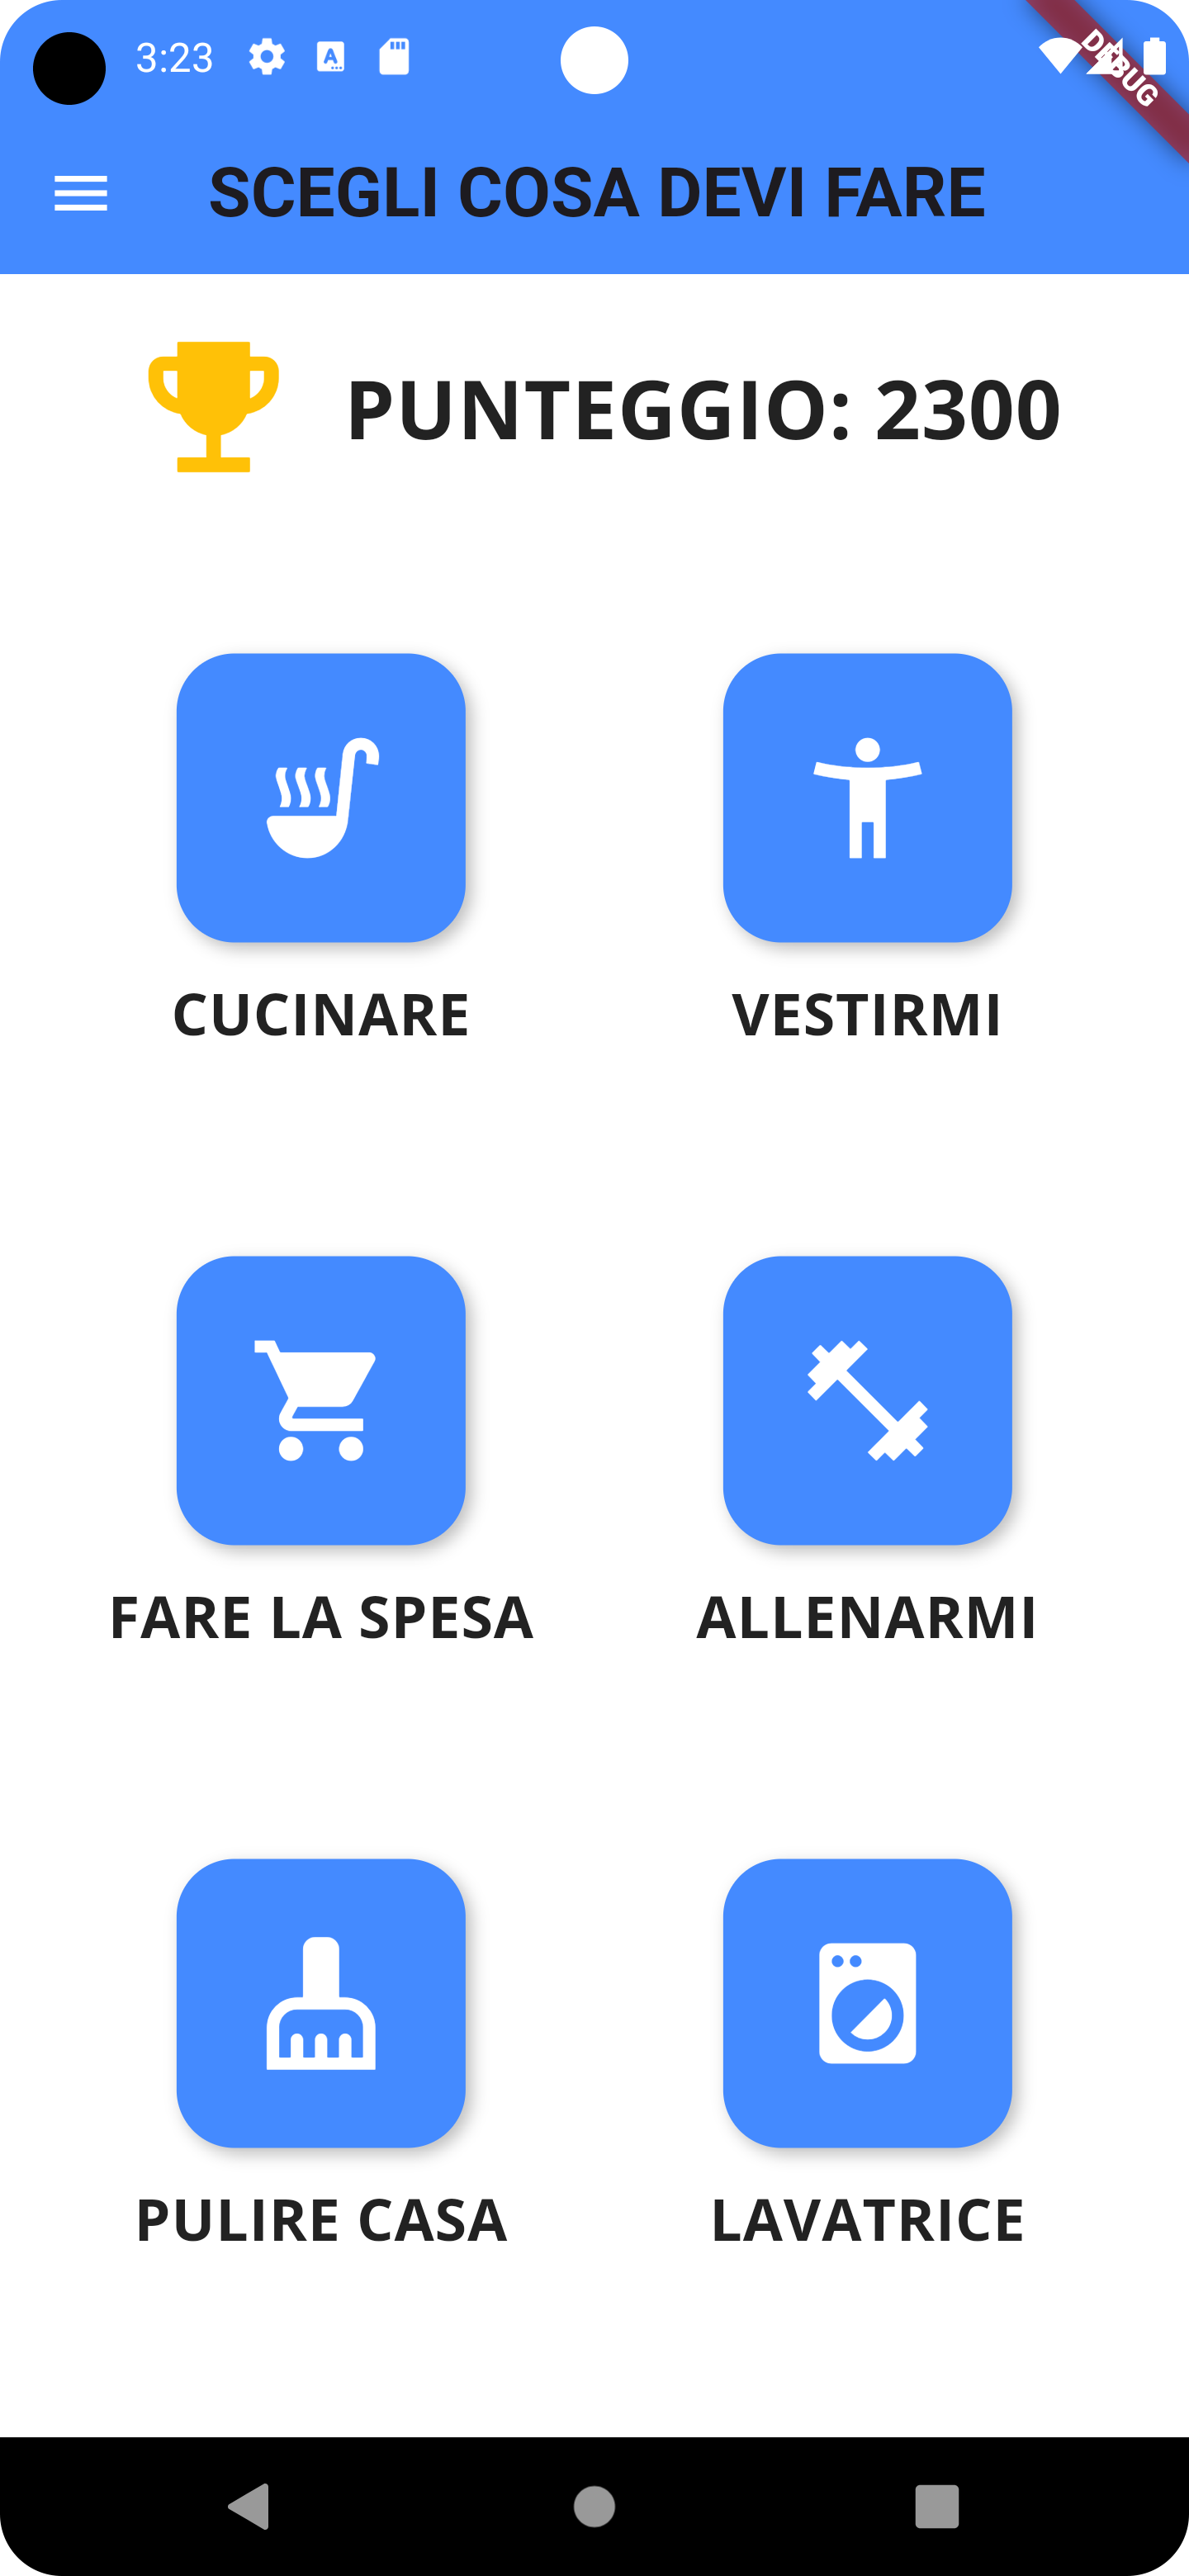 3:23
DEBUG
SCEGLI COSA DEVI FARE
PUNTEGGIO: 2300
CUCINARE
VESTIRMI
FARE LA SPESA
ALLENARMI
PULIRE CASA
LAVATRICE